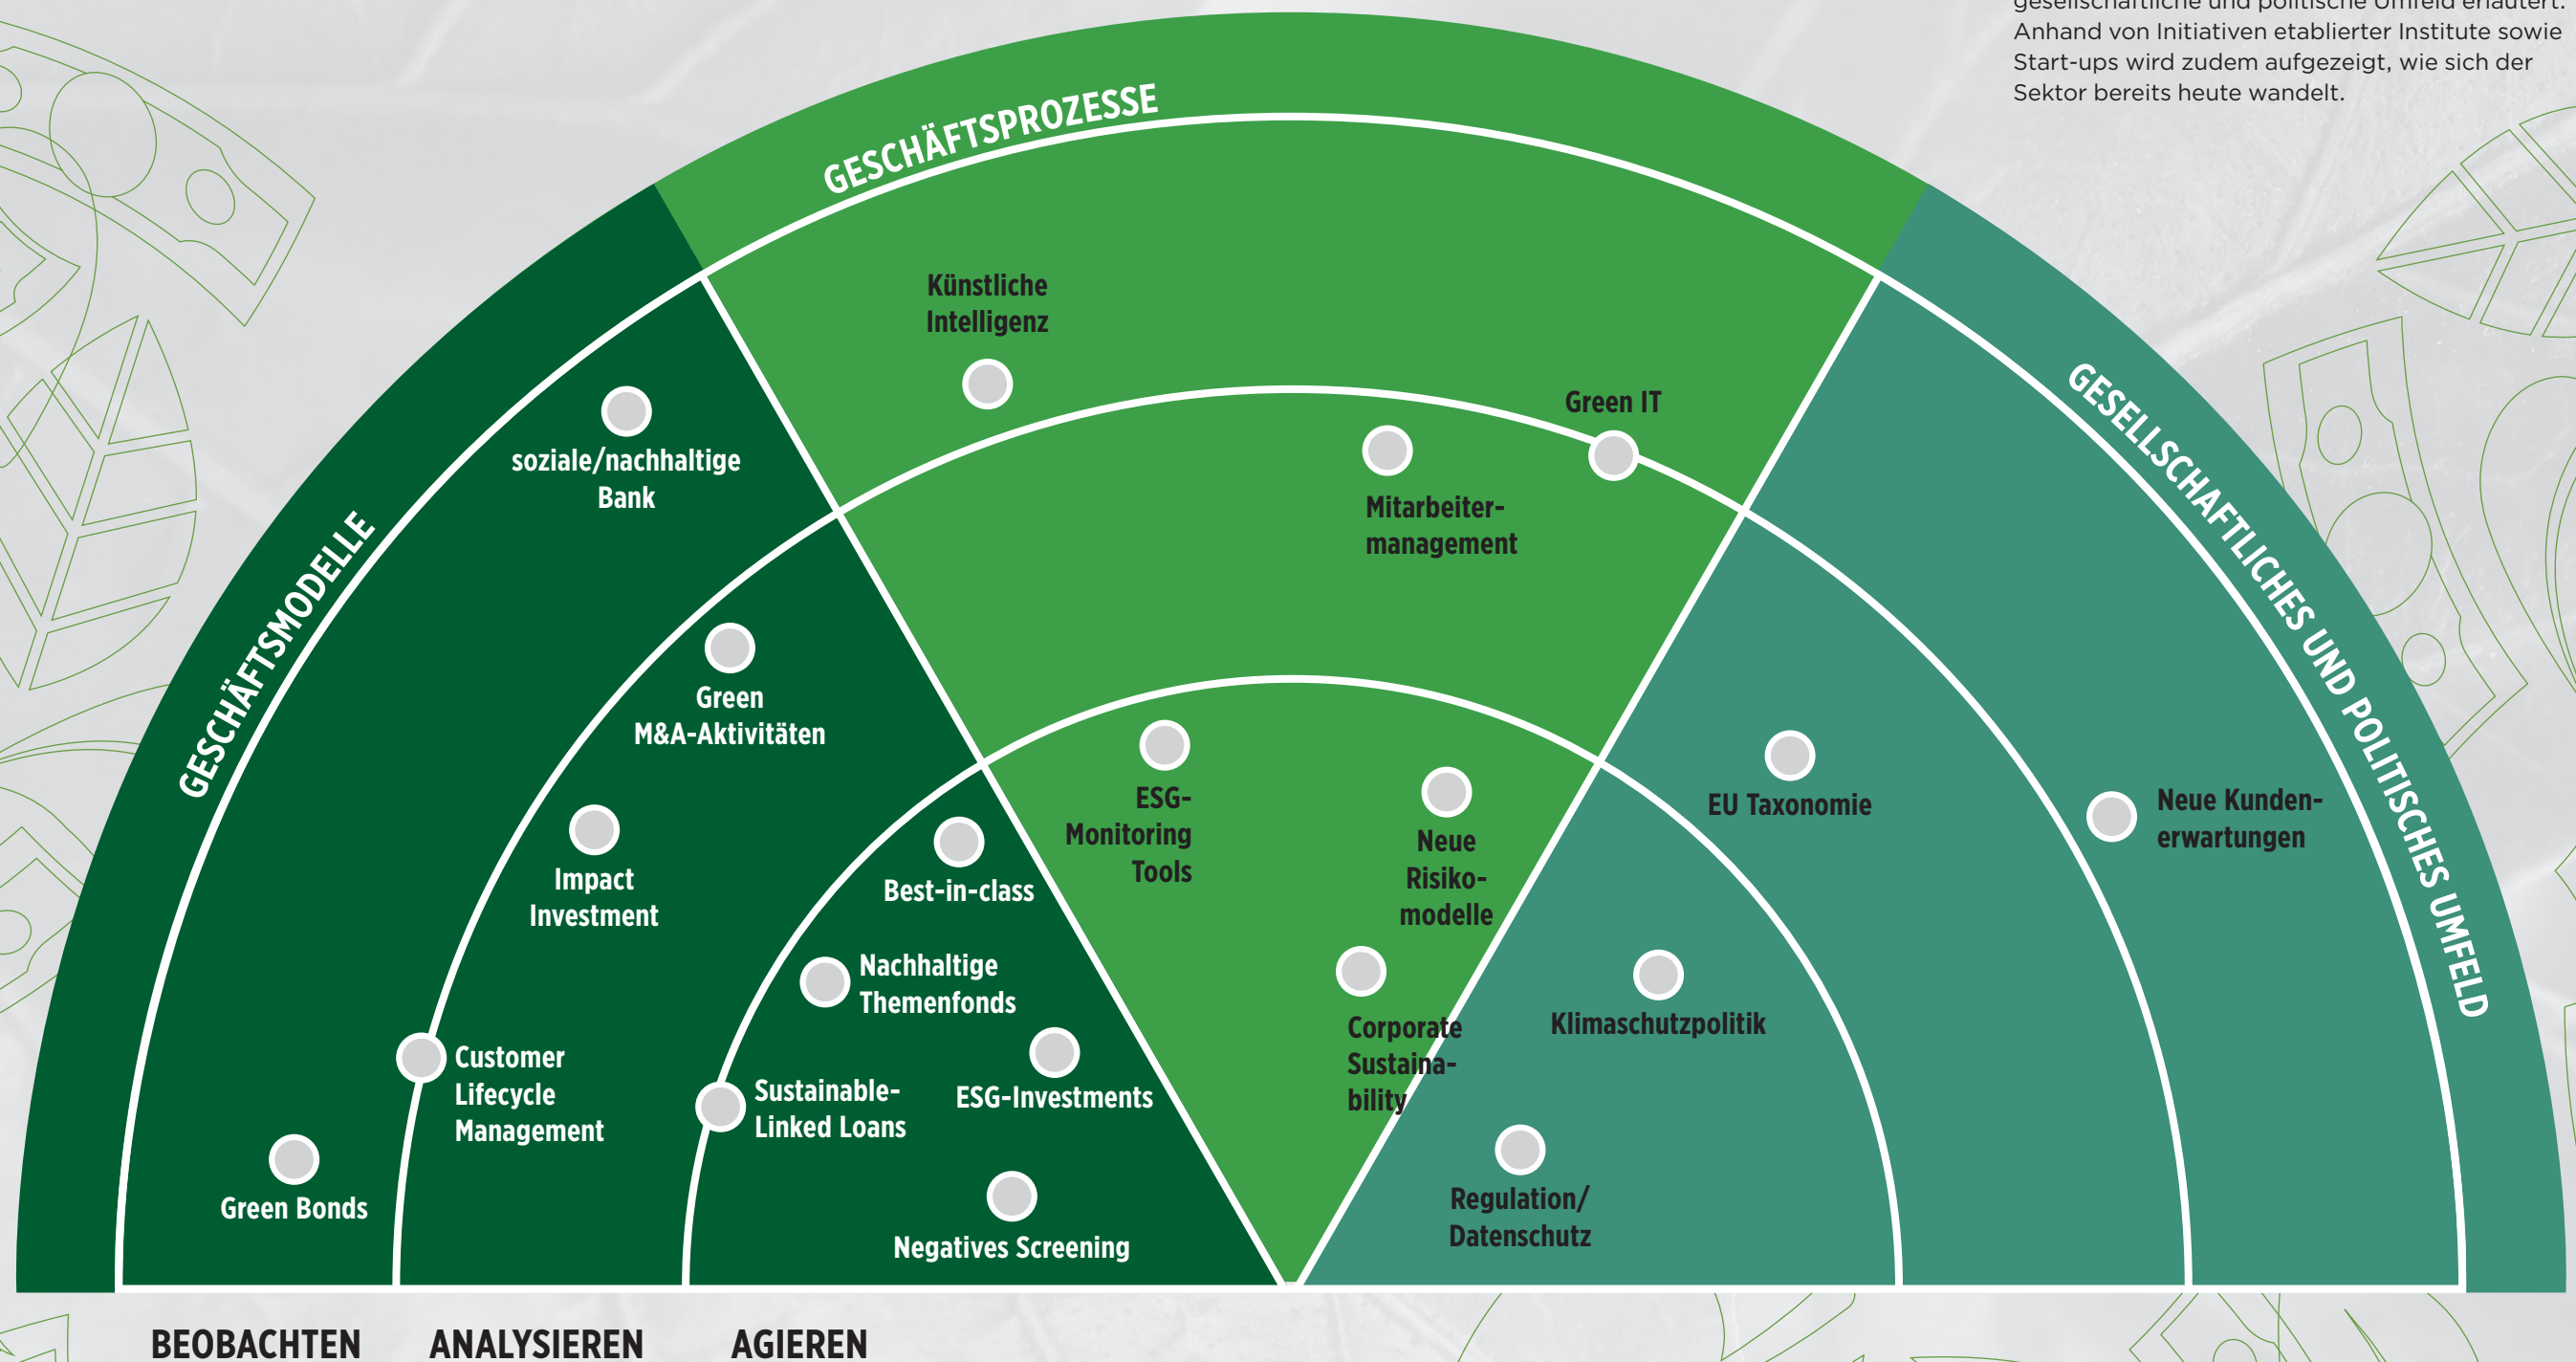 gesellschaftliche und politische Umfeld erläutert.
Anhand von Initiativen etablierter Institute sowie
Start-ups wird zudem aufgezeigt, wie sich der
Sektor bereits heute wandelt.
GESCHÄFTSMODELLE
soziale/nachhaltige
Bank
Green
M&A-Aktivitäten
Impact
Investment
Best-in-class
Nachhaltige
Themenfonds
Customer
Lifecycle
Management
Sustainable-
Linked Loans
ESG-Investments
Green Bonds
Negatives Screening
GESCHÄFTSPROZESSE
Künstliche
Intelligenz
Green IT
Mitarbeiter-
management
ESG-
Monitoring
Tools
Neue
Risiko-
modelle
Corporate
Sustaina-
bility
GESELLSCHAFTLICHES UND POLITISCHES UMFELD
EU Taxonomie
Neue Kunden-
erwartungen
Klimaschutzpolitik
Regulation/
Datenschutz
BEOBACHTEN
ANALYSIEREN
AGIEREN